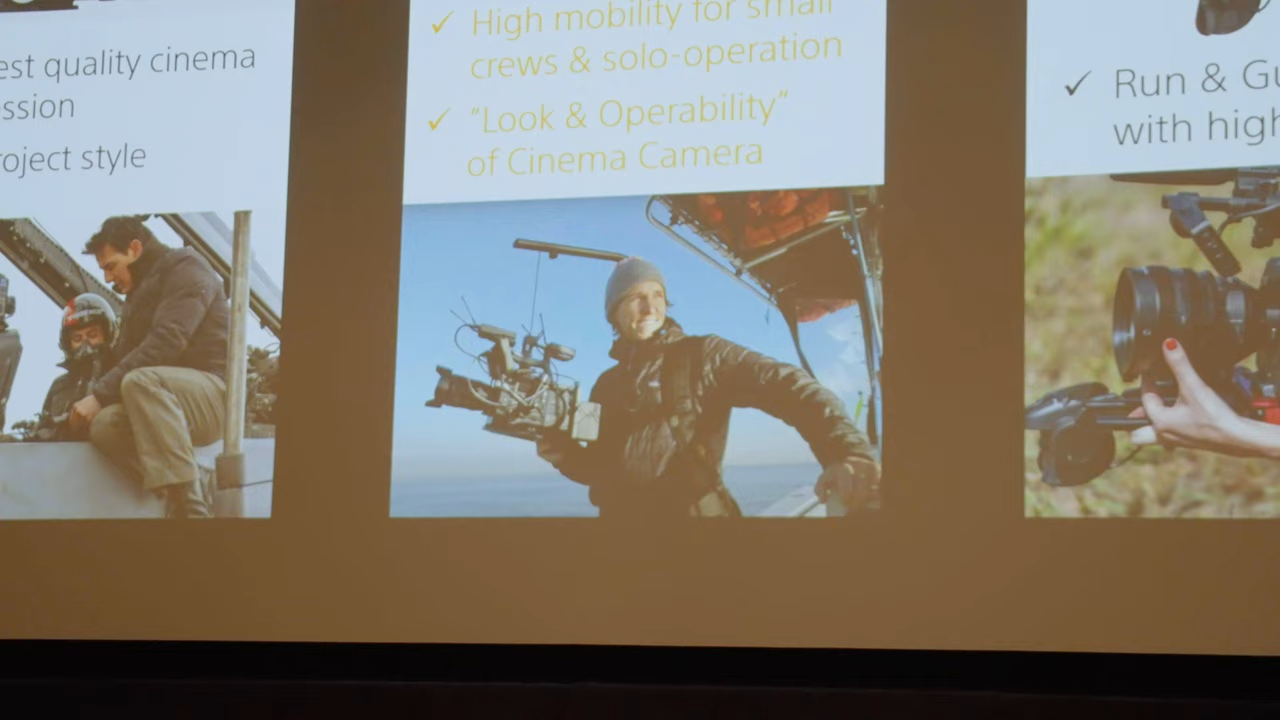 est quality cinema
ssion
roject style
✓ High mobility for small
crews & solo-operation
✓ "Look & Operability"
of Cinema Camera
✓ Run & Gu
with high